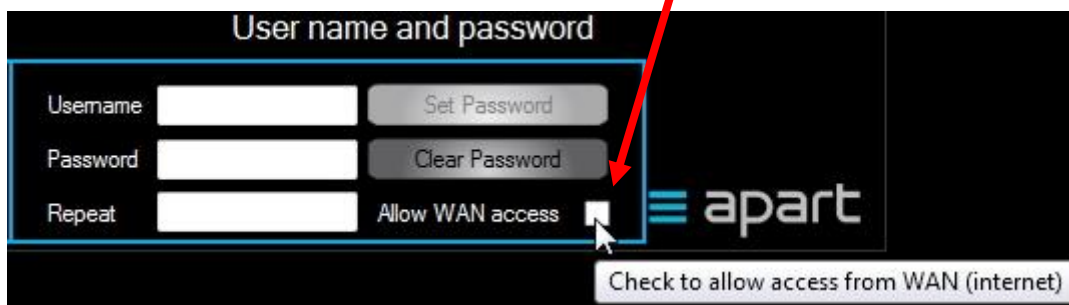 User name and password
Username
Set Password
Password
Clear Password
Repeat
Allow WAN access
apart
Check to allow access from WAN (internet)